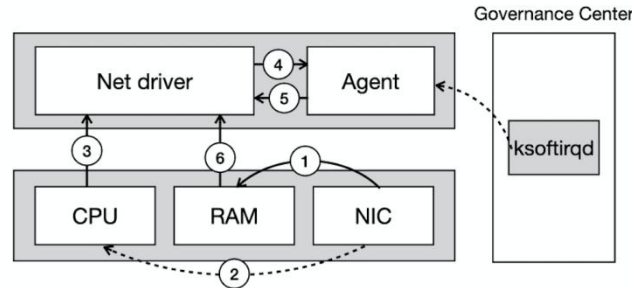 Governance Center
Net driver
4
5
Agent
ksoftirqd
3
6
1
CPU
RAM
NIC
2